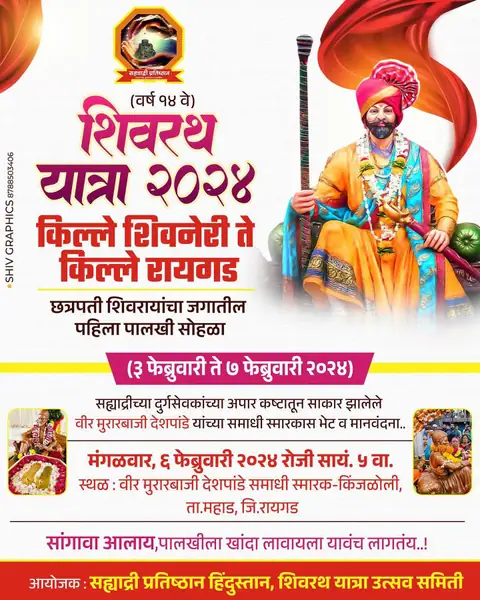 सह्याद्री प्रतिष्ठान
(वर्ष १४ वे)
शिवरथ
यात्रा २०२४
किल्ले शिवनेरी ते
किल्ले रायगड
छत्रपती शिवरायांचा जगातील
पहिला पालखी सोहळा
SHIV GRAPHICS 8788503406
(३ फेब्रुवारी ते ७ फेब्रुवारी २०२४)
सह्याद्रीच्या दुर्गसेवकांच्या अपार कष्टातून साकार झालेले
वीर मुरारबाजी देशपांडे यांच्या समाधी स्मारकास भेट व मानवंदना..
मंगळवार, ६ फेब्रुवारी २०२४ रोजी सायं. ५ वा.
स्थळ : वीर मुरारबाजी देशपांडे समाधी स्मारक-किंजळोली,
ता.महाड, जि.रायगड
सांगावा आलाय,पालखीला खांदा लावायला यावंच लागतंय..!
आयोजक : सह्याद्री प्रतिष्ठान हिंदुस्तान, शिवरथ यात्रा उत्सव समिती